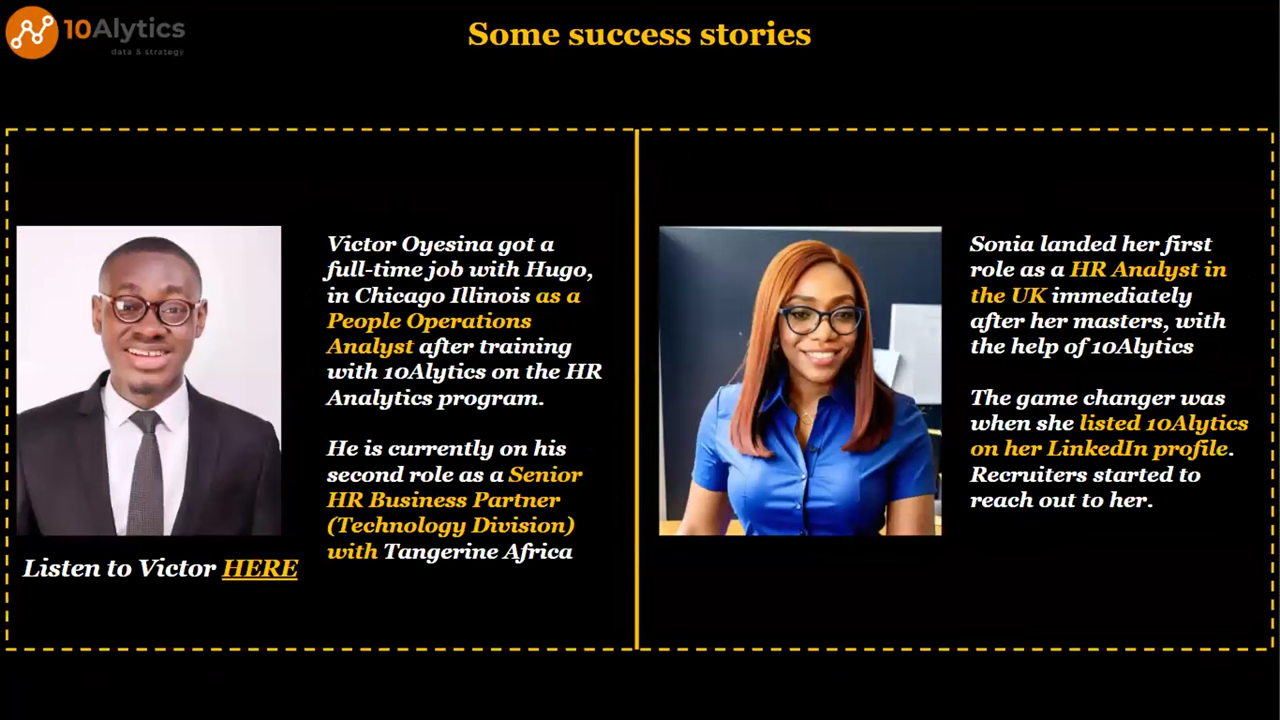 10Alytics
data & strategy
Some success stories
Victor Oyesina got a
full-time job with Hugo,
in Chicago Illinois as a
People Operations
Analyst after training
with 10Alytics on the HR
Analytics program.
He is currently on his
second role as a Senior
HR Business Partner
(Technology Division)
with Tangerine Africa
Listen to Victor HERE
Sonia landed her first
role as a HR Analyst in
the UK immediately
after her masters, with
the help of 10Alytics
The game changer was
when she listed 10Alytics
on her LinkedIn profile.
Recruiters started to
reach out to her.